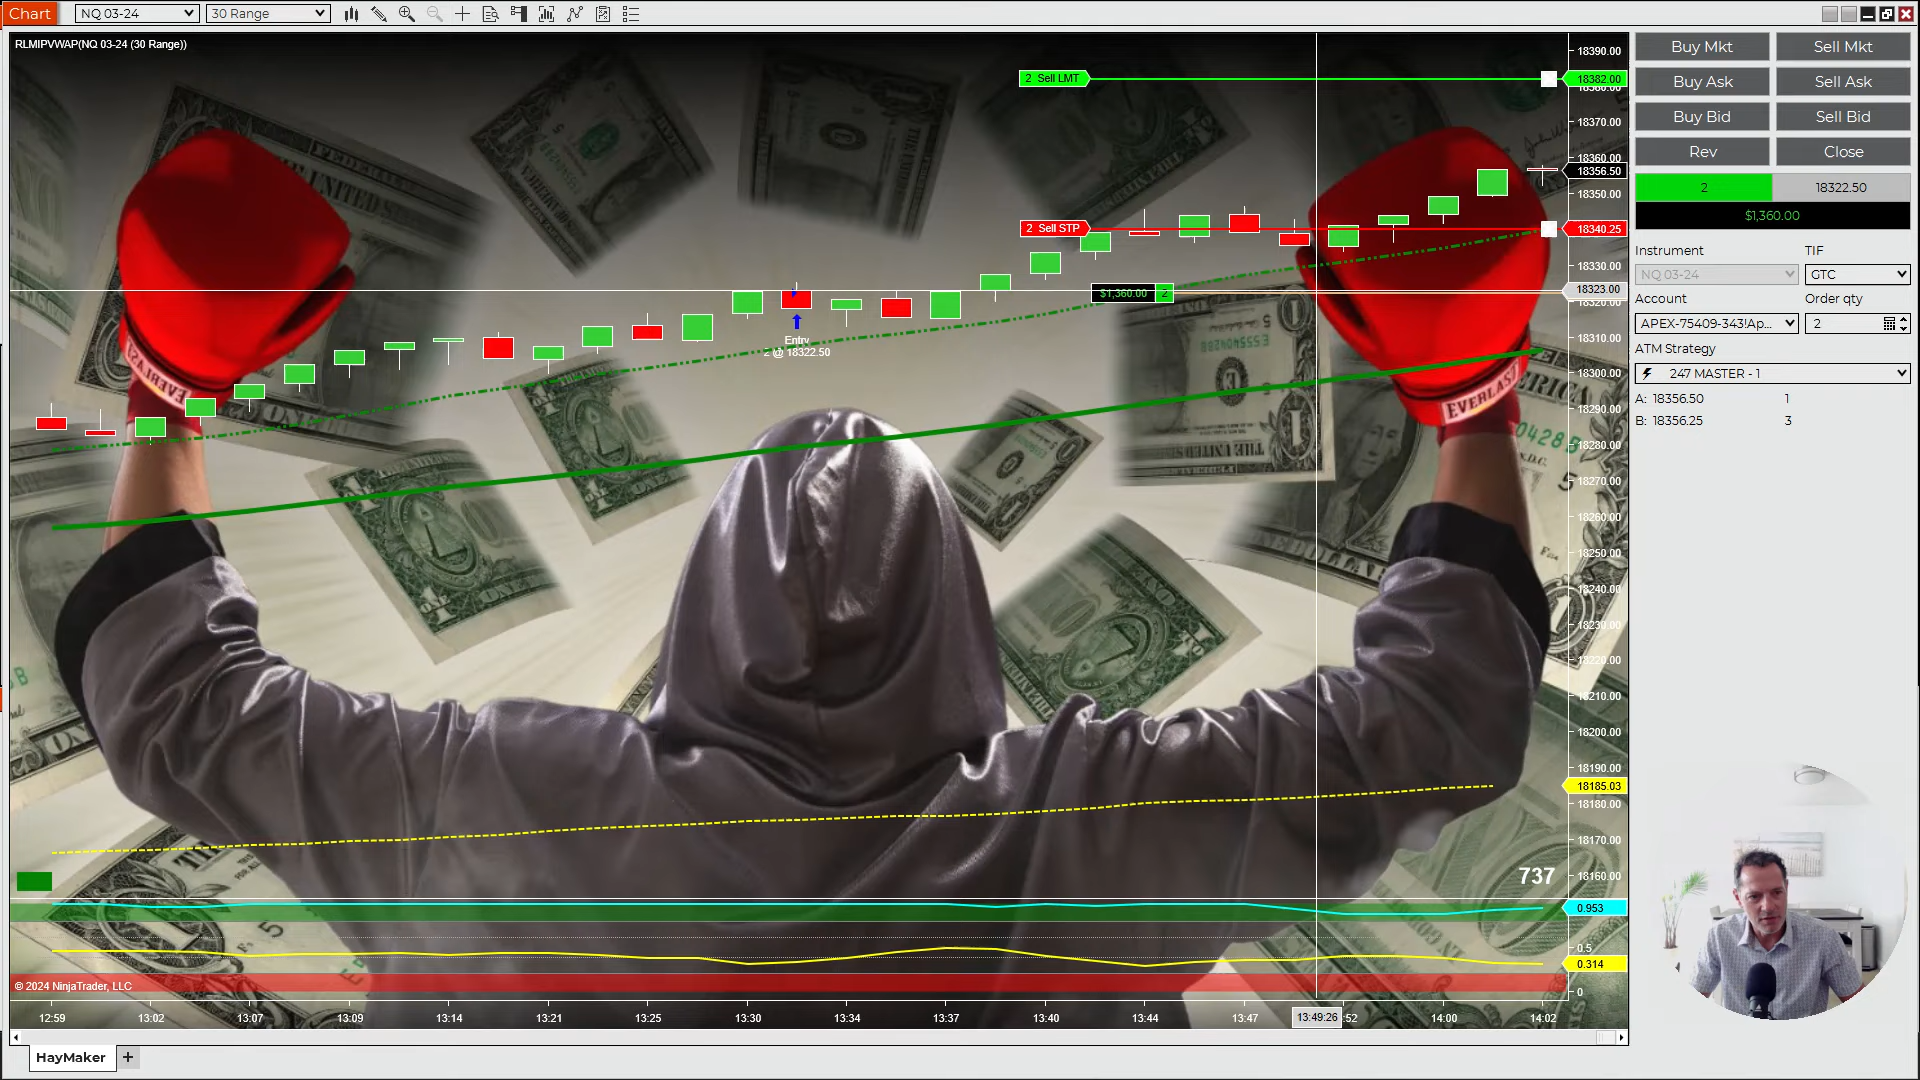 Chart
NQ 03-24
30 Range
RLMIPVWAP(NQ 03-24 (30 Range))
2 Sell LMT
2 Sell STP
$1,360.00 2
Entry
2 @ 18322.50
EVERLAST
EVERLAST
737
18390.00
18382.00
18370.00
18360.00
18356.50
18350.00
18340.25
18330.00
18323.00
18320.00
18310.00
18300.00
18290.00
18280.00
18270.00
18260.00
18250.00
18240.00
18230.00
18220.00
18210.00
18200.00
18190.00
18185.03
18180.00
18170.00
18160.00
0.953
0.5
0.314
0
© 2024 NinjaTrader, LLC
12:59 13:02 13:07 13:09 13:14 13:21 13:25 13:30 13:34 13:37 13:40 13:44 13:47 13:49:26 :52 14:00 14:02
HayMaker +
Buy Mkt Sell Mkt
Buy Ask Sell Ask
Buy Bid Sell Bid
Rev Close
2 18322.50
$1,360.00
Instrument TIF
NQ 03-24 GTC
Account Order qty
APEX-75409-343!Ap... 2
ATM Strategy
247 MASTER - 1
A: 18356.50 1
B: 18356.25 3